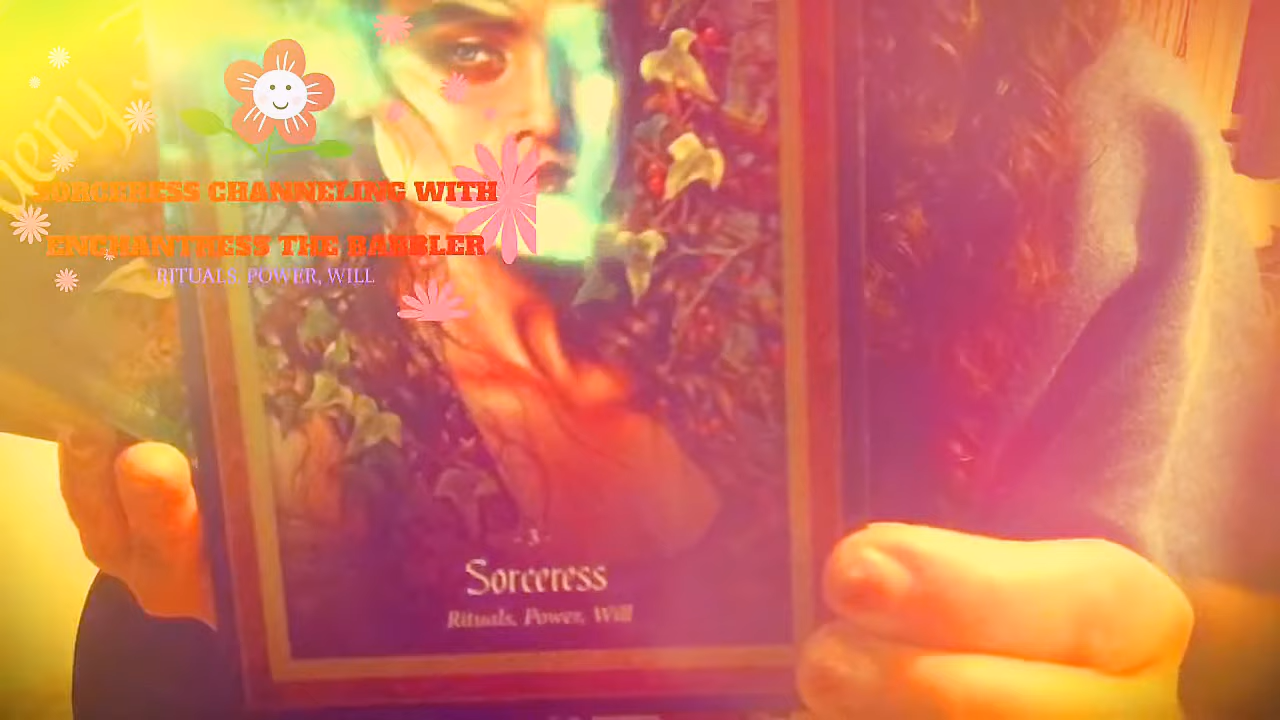 SORCERESS CHANNELING WITH
ENCHANTRESS THE BABBLER
RITUALS, POWER, WILL
- 3 -
Sorceress
Rituals, Power, Will